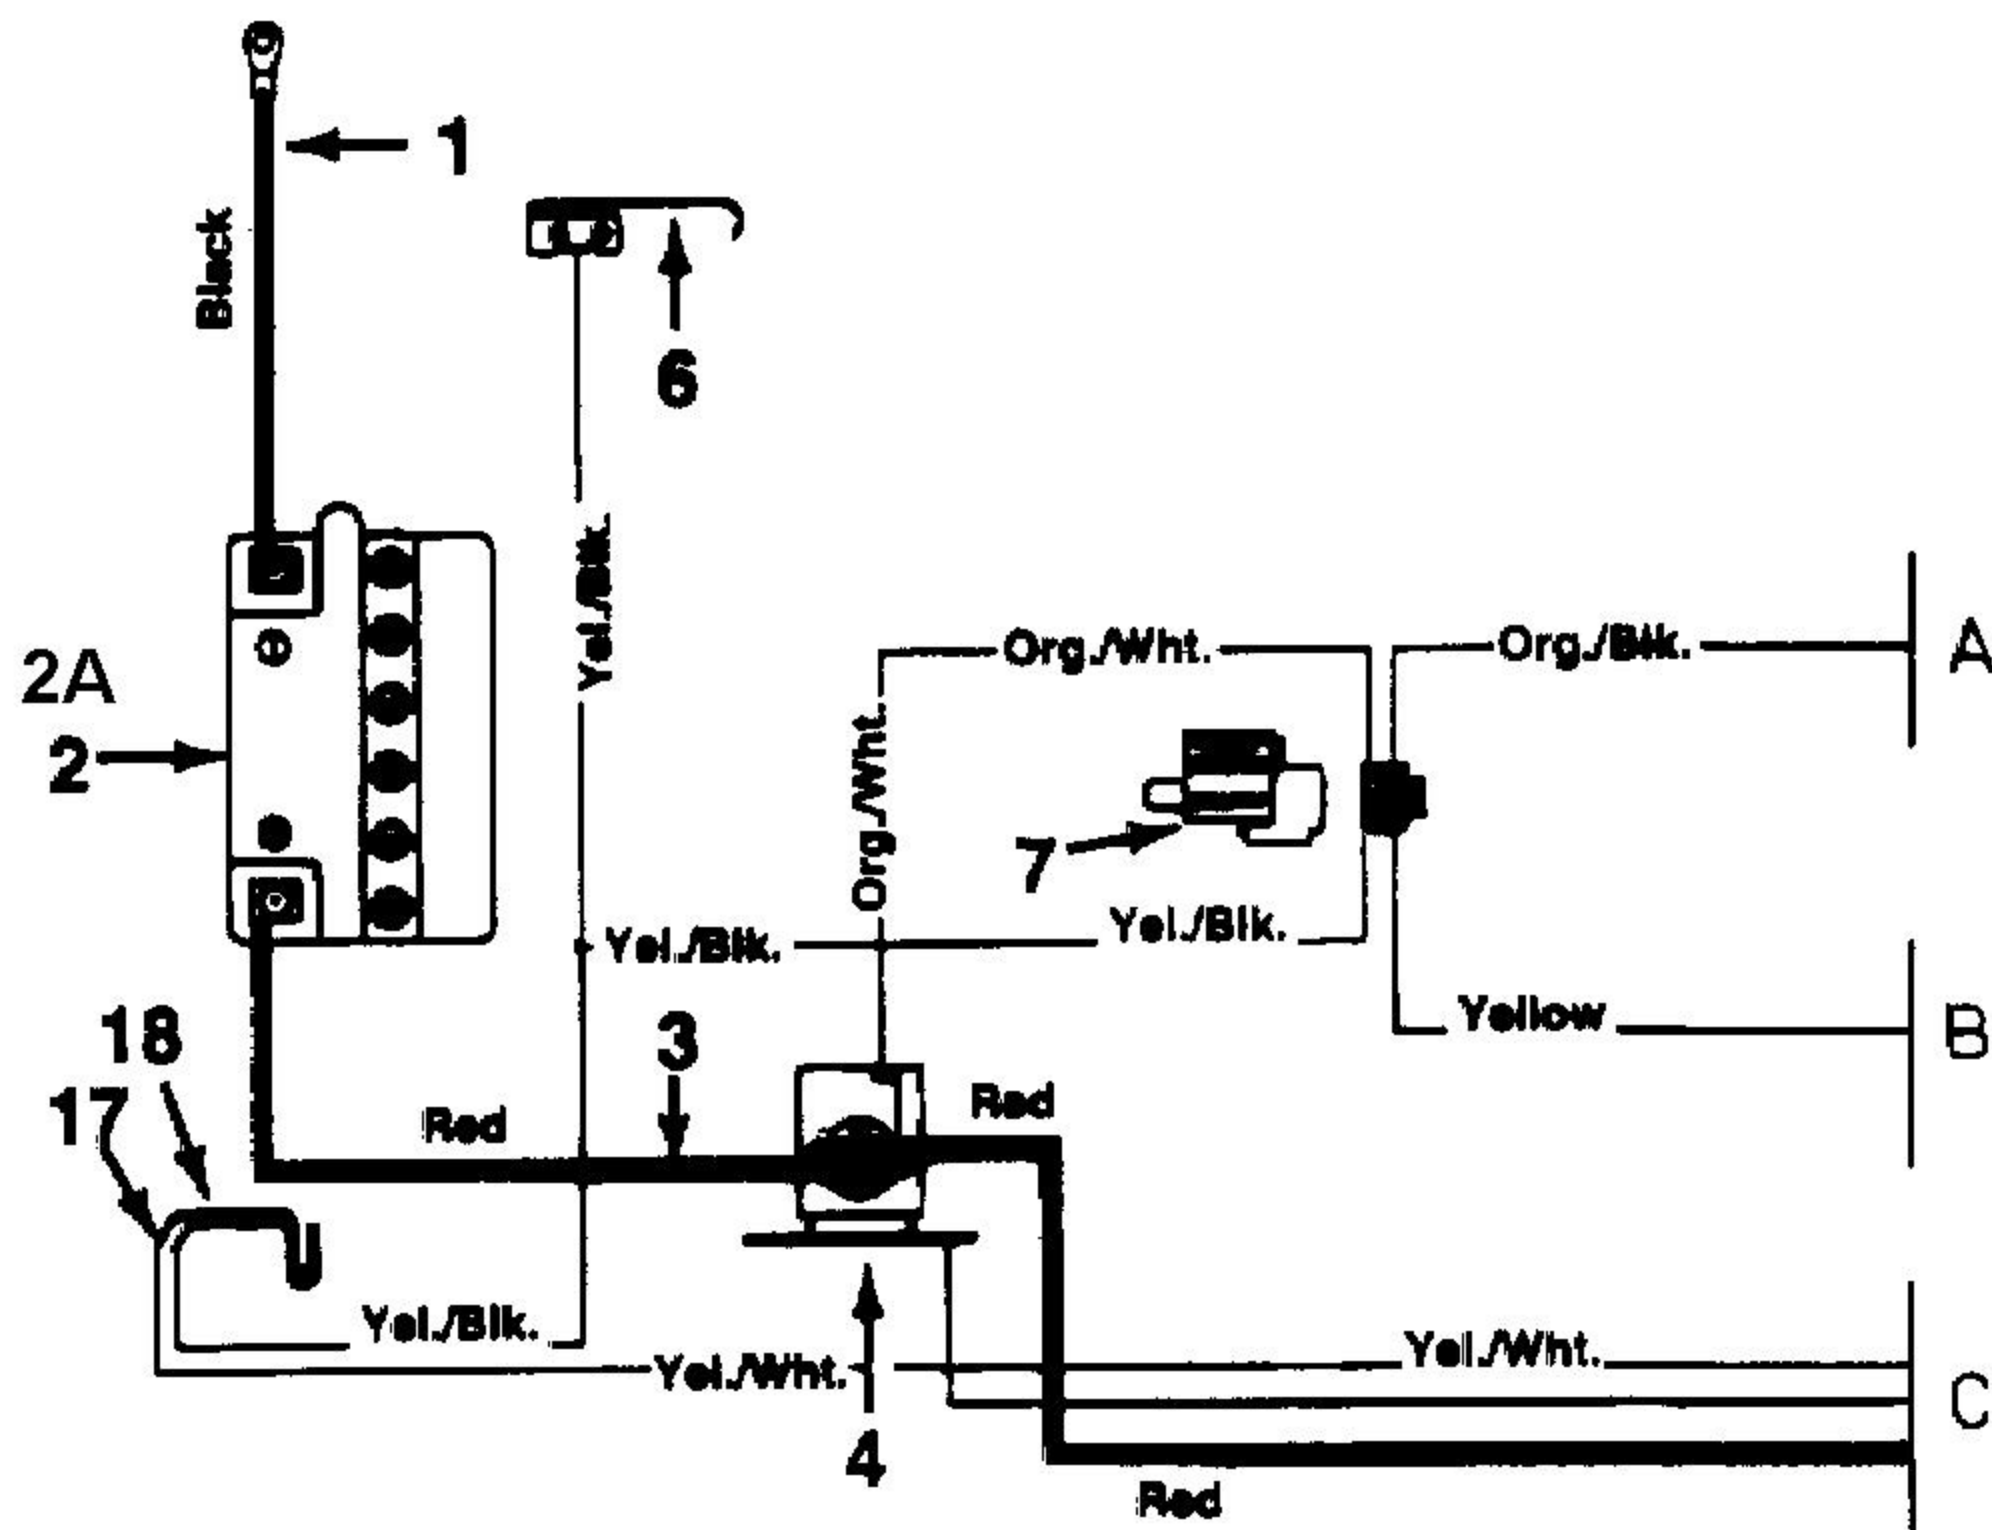 1
Black
6
Yel./Blk.
2A
2
Org./Wht.
Org./Blk.
A
Org./Wht.
7
Yel./Blk.
Yel./Blk.
Yellow
B
18
17
3
Red
Red
Yel./Blk.
Yel./Wht.
Yel./Wht.
C
4
Red